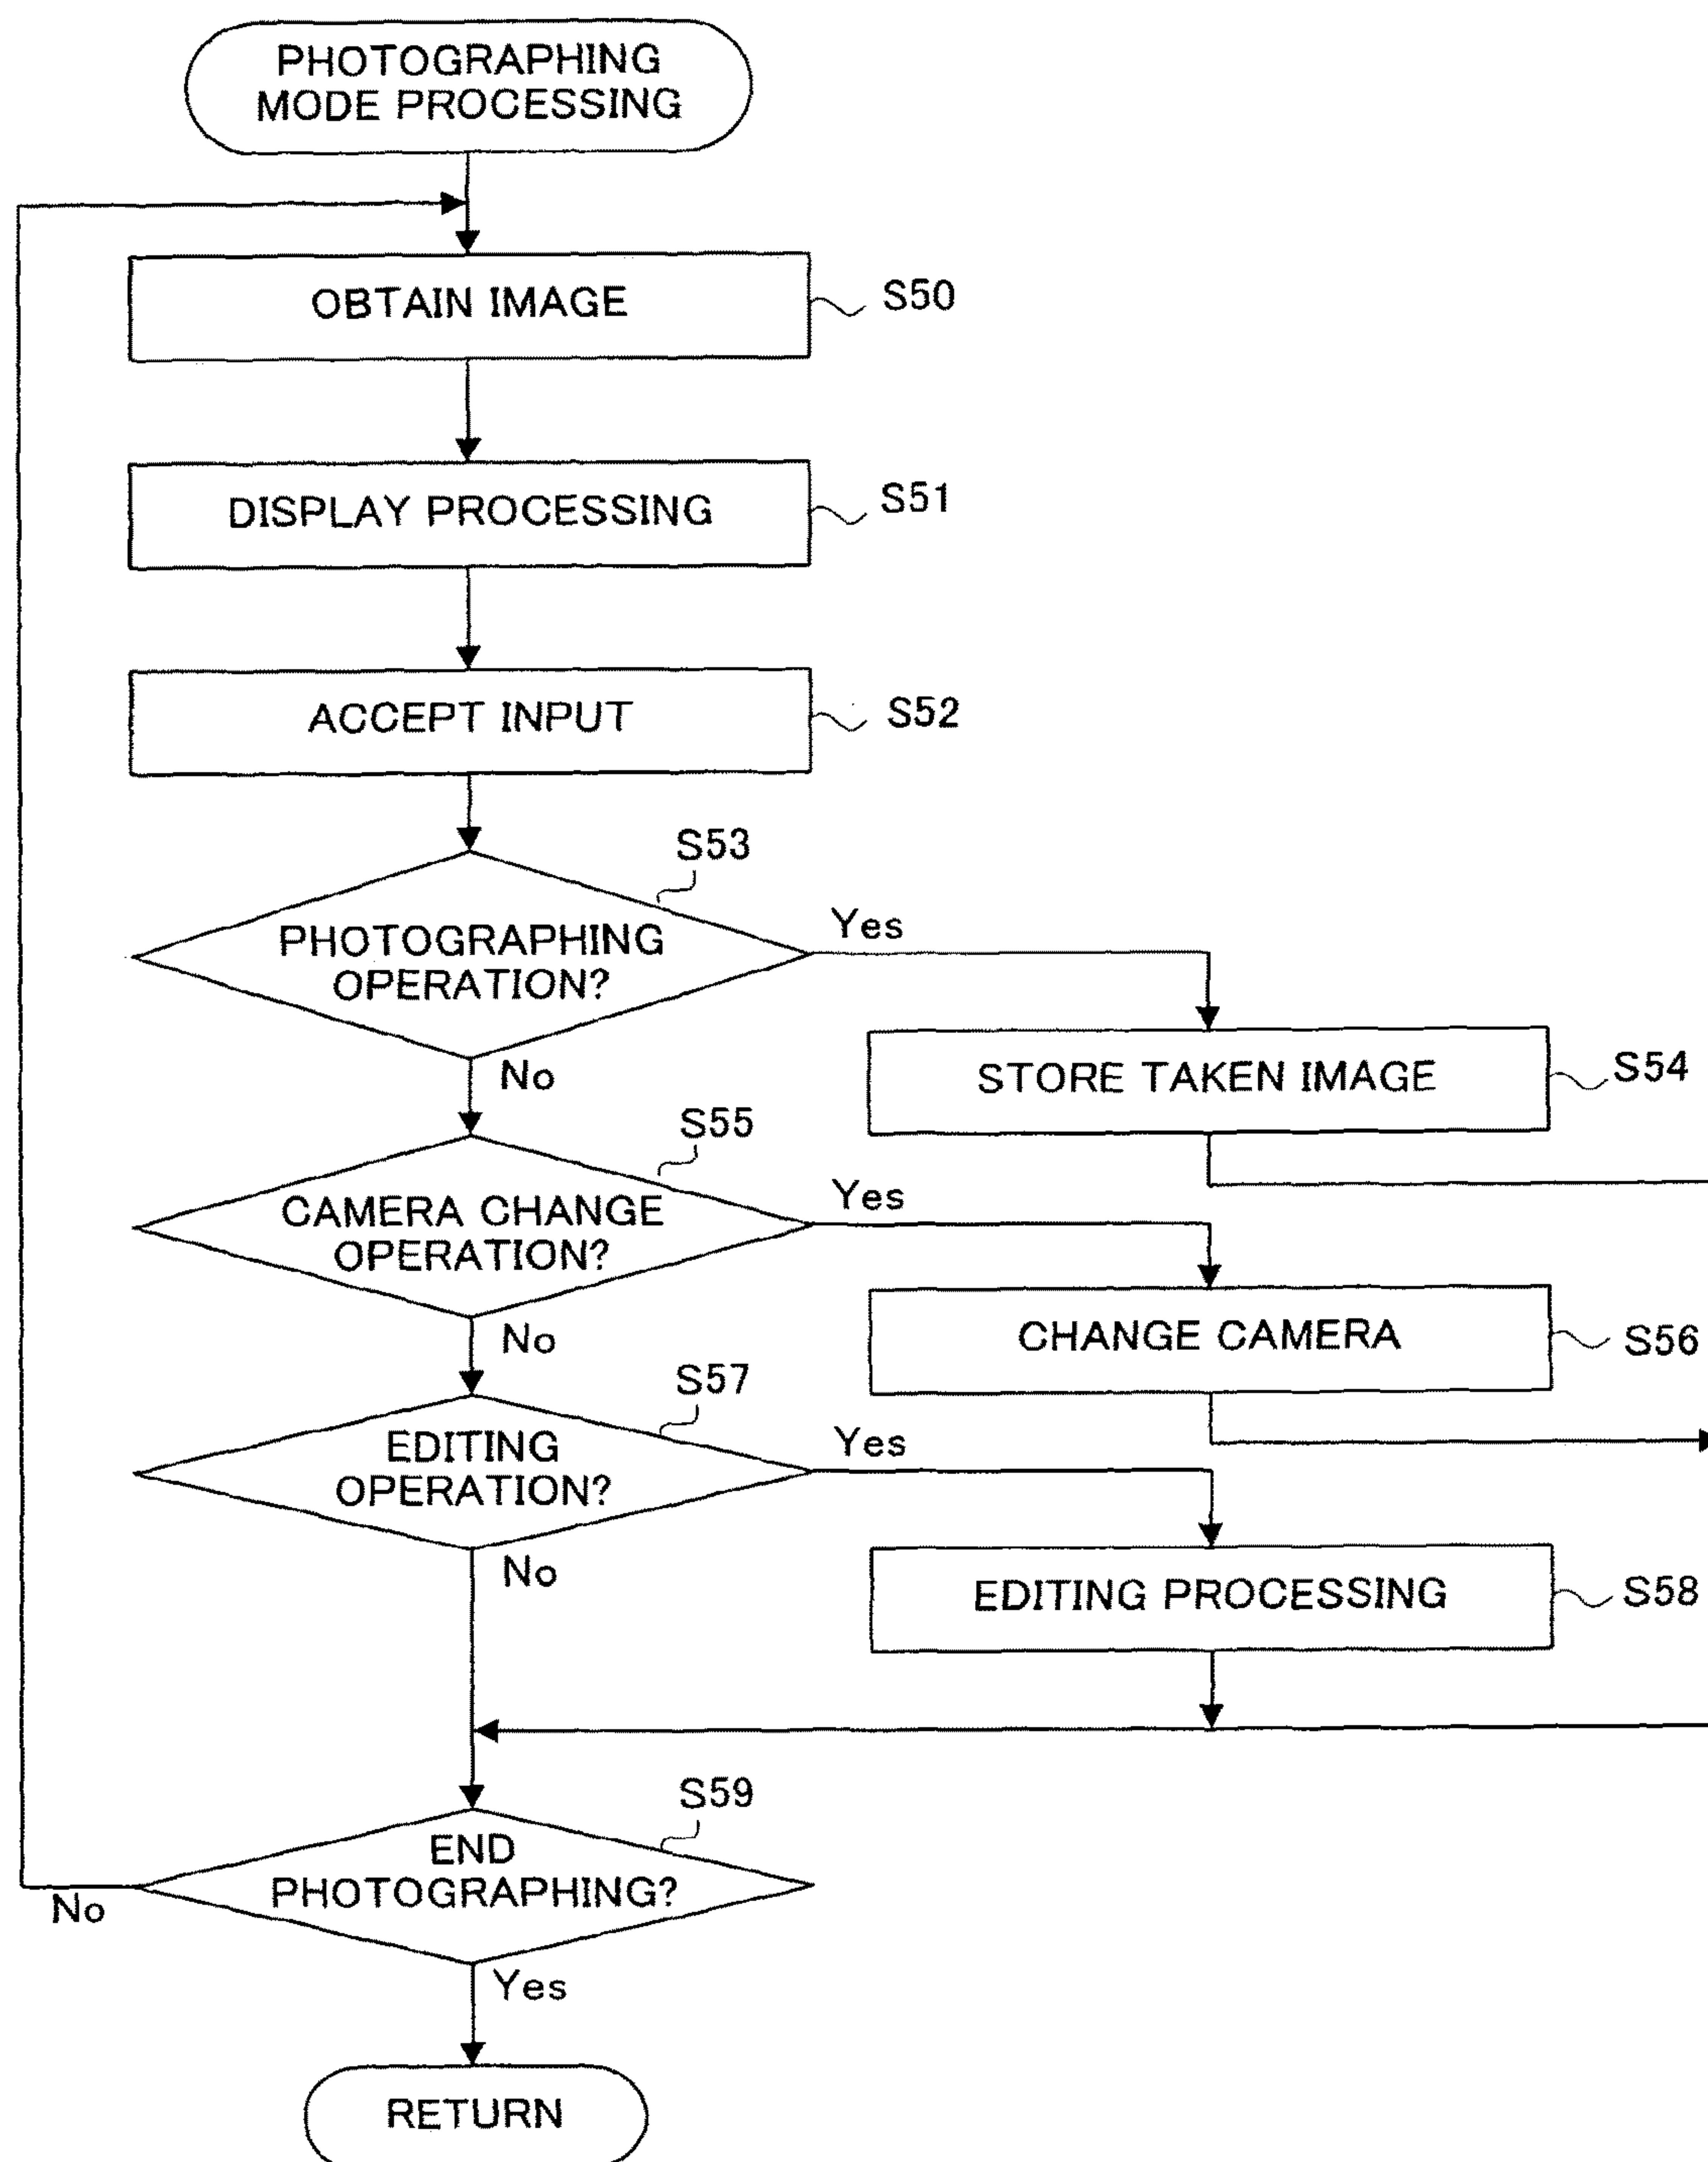 PHOTOGRAPHING
MODE PROCESSING
OBTAIN IMAGE
S50
DISPLAY PROCESSING
S51
ACCEPT INPUT
S52
S53
PHOTOGRAPHING
OPERATION?
Yes
No
STORE TAKEN IMAGE
S54
S55
CAMERA CHANGE
OPERATION?
Yes
No
CHANGE CAMERA
S56
S57
EDITING
OPERATION?
Yes
No
EDITING PROCESSING
S58
S59
END
PHOTOGRAPHING?
No
Yes
RETURN